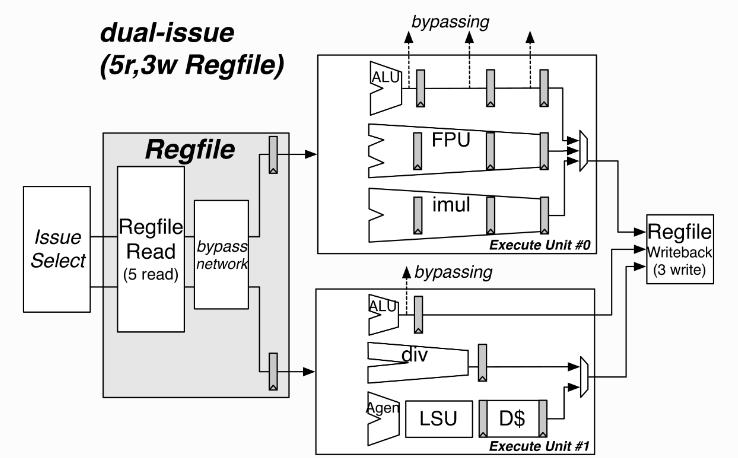 dual-issue
(5r,3w Regfile)
bypassing
ALU
FPU
imul
Execute Unit #0
Regfile
Issue
Select
Regfile
Read
(5 read)
bypass
network
Regfile
Writeback
(3 write)
bypassing
ALU
div
Agen
LSU
D$
Execute Unit #1